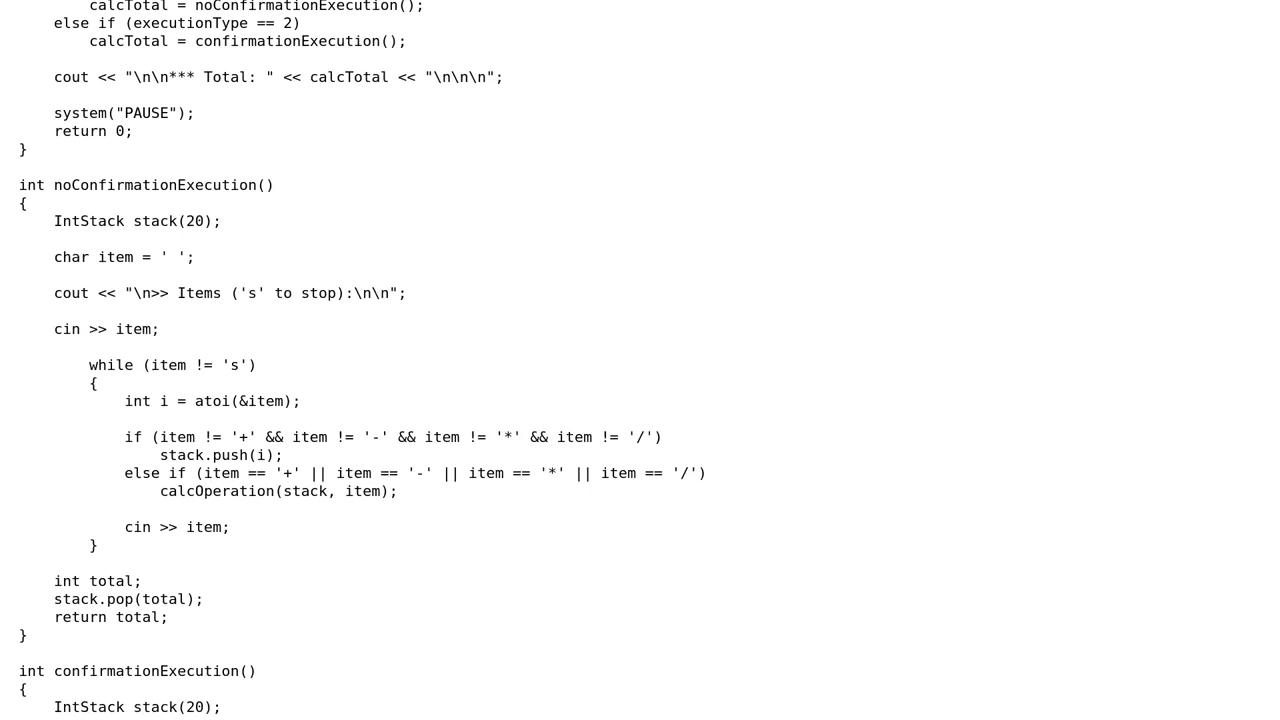 calcTotal = noConfirmationExecution();
    else if (executionType == 2)
        calcTotal = confirmationExecution();

    cout << "\n\n*** Total: " << calcTotal << "\n\n\n";

    system("PAUSE");
    return 0;
}

int noConfirmationExecution()
{
    IntStack stack(20);

    char item = ' ';

    cout << "\n>> Items ('s' to stop):\n\n";

    cin >> item;

        while (item != 's')
        {
            int i = atoi(&item);

            if (item != '+' && item != '-' && item != '*' && item != '/')
                stack.push(i);
            else if (item == '+' || item == '-' || item == '*' || item == '/')
                calcOperation(stack, item);

            cin >> item;
        }

    int total;
    stack.pop(total);
    return total;
}

int confirmationExecution()
{
    IntStack stack(20);